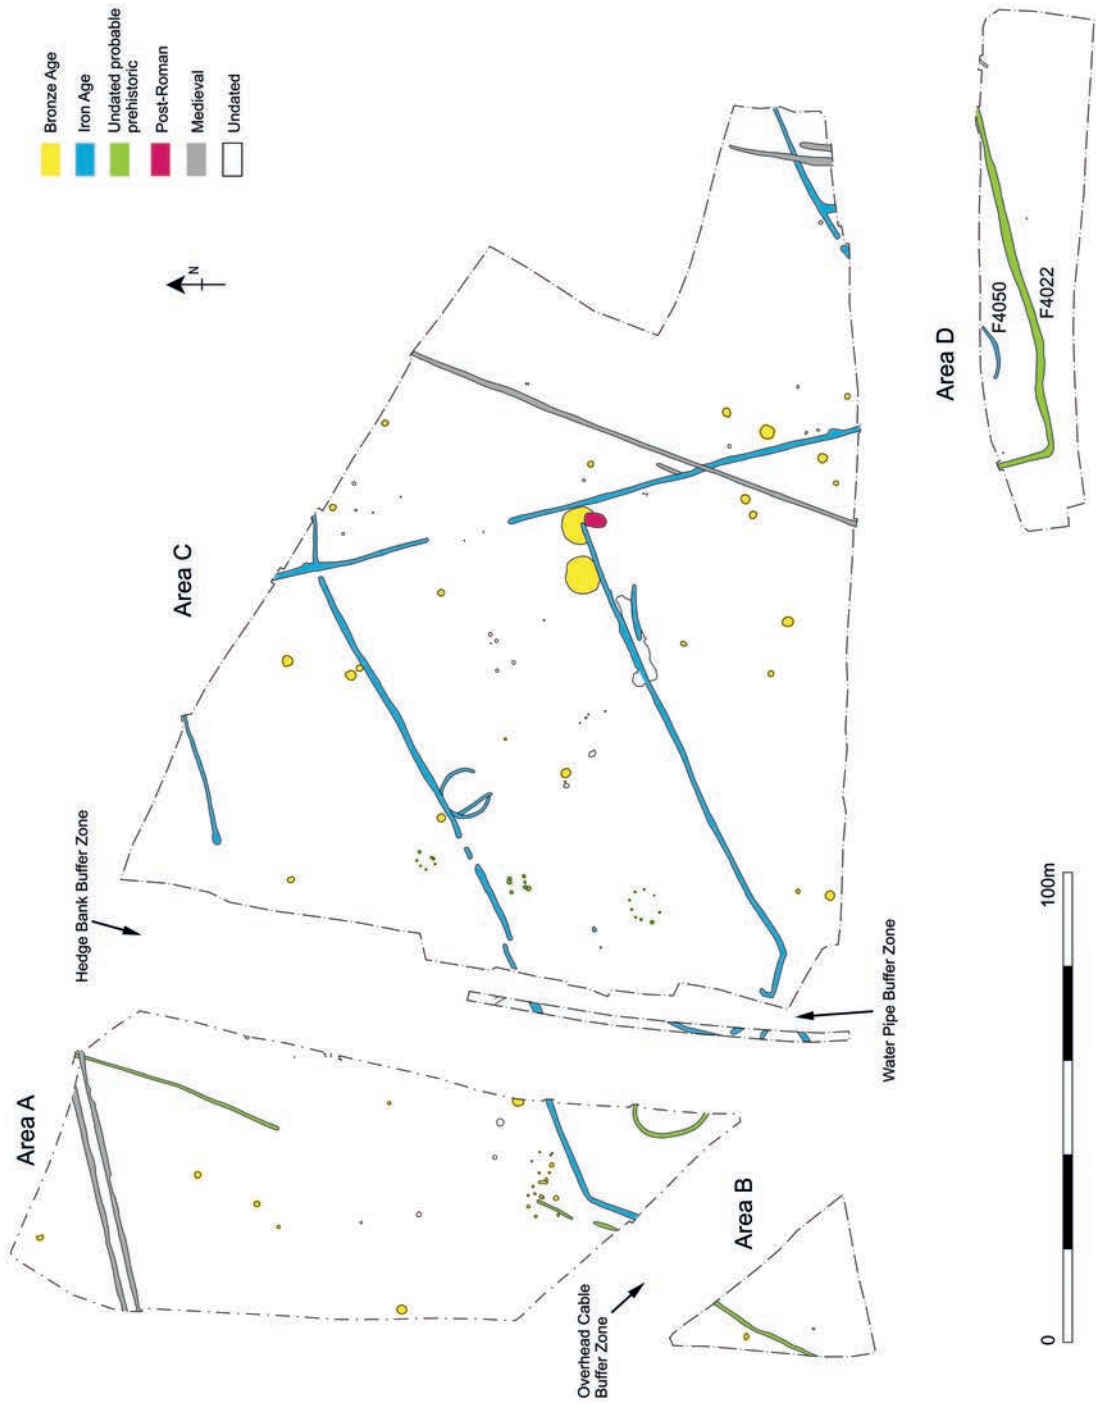 Bronze Age
Iron Age
Undated probable
prehistoric
Post-Roman
Medieval
Undated
N
Area A
Hedge Bank Buffer Zone
Area C
Area B
Overhead Cable
Buffer Zone
Water Pipe Buffer Zone
Area D
F4050
F4022
0
100m